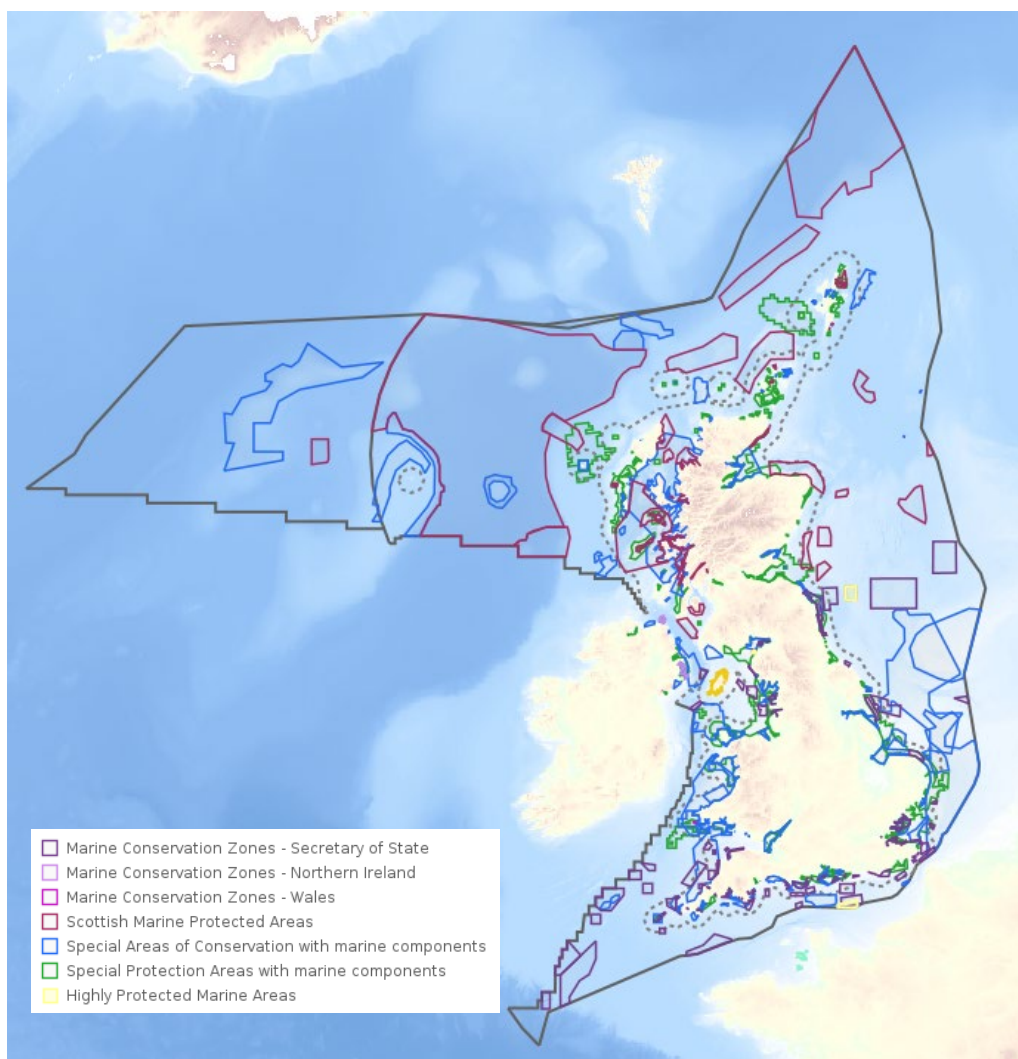 Marine Conservation Zones - Secretary of State
Marine Conservation Zones - Northern Ireland
Marine Conservation Zones - Wales
Scottish Marine Protected Areas
Special Areas of Conservation with marine components
Special Protection Areas with marine components
Highly Protected Marine Areas